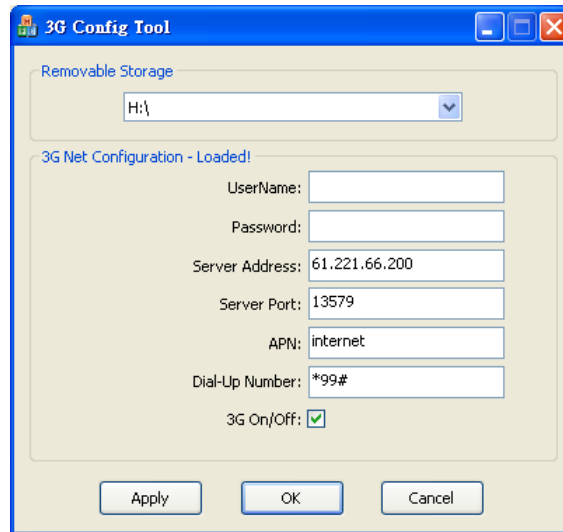 3G Config Tool
Removable Storage
H:\
3G Net Configuration - Loaded!
UserName:
Password:
Server Address: 61.221.66.200
Server Port: 13579
APN: internet
Dial-Up Number: *99#
3G On/Off:
Apply OK Cancel